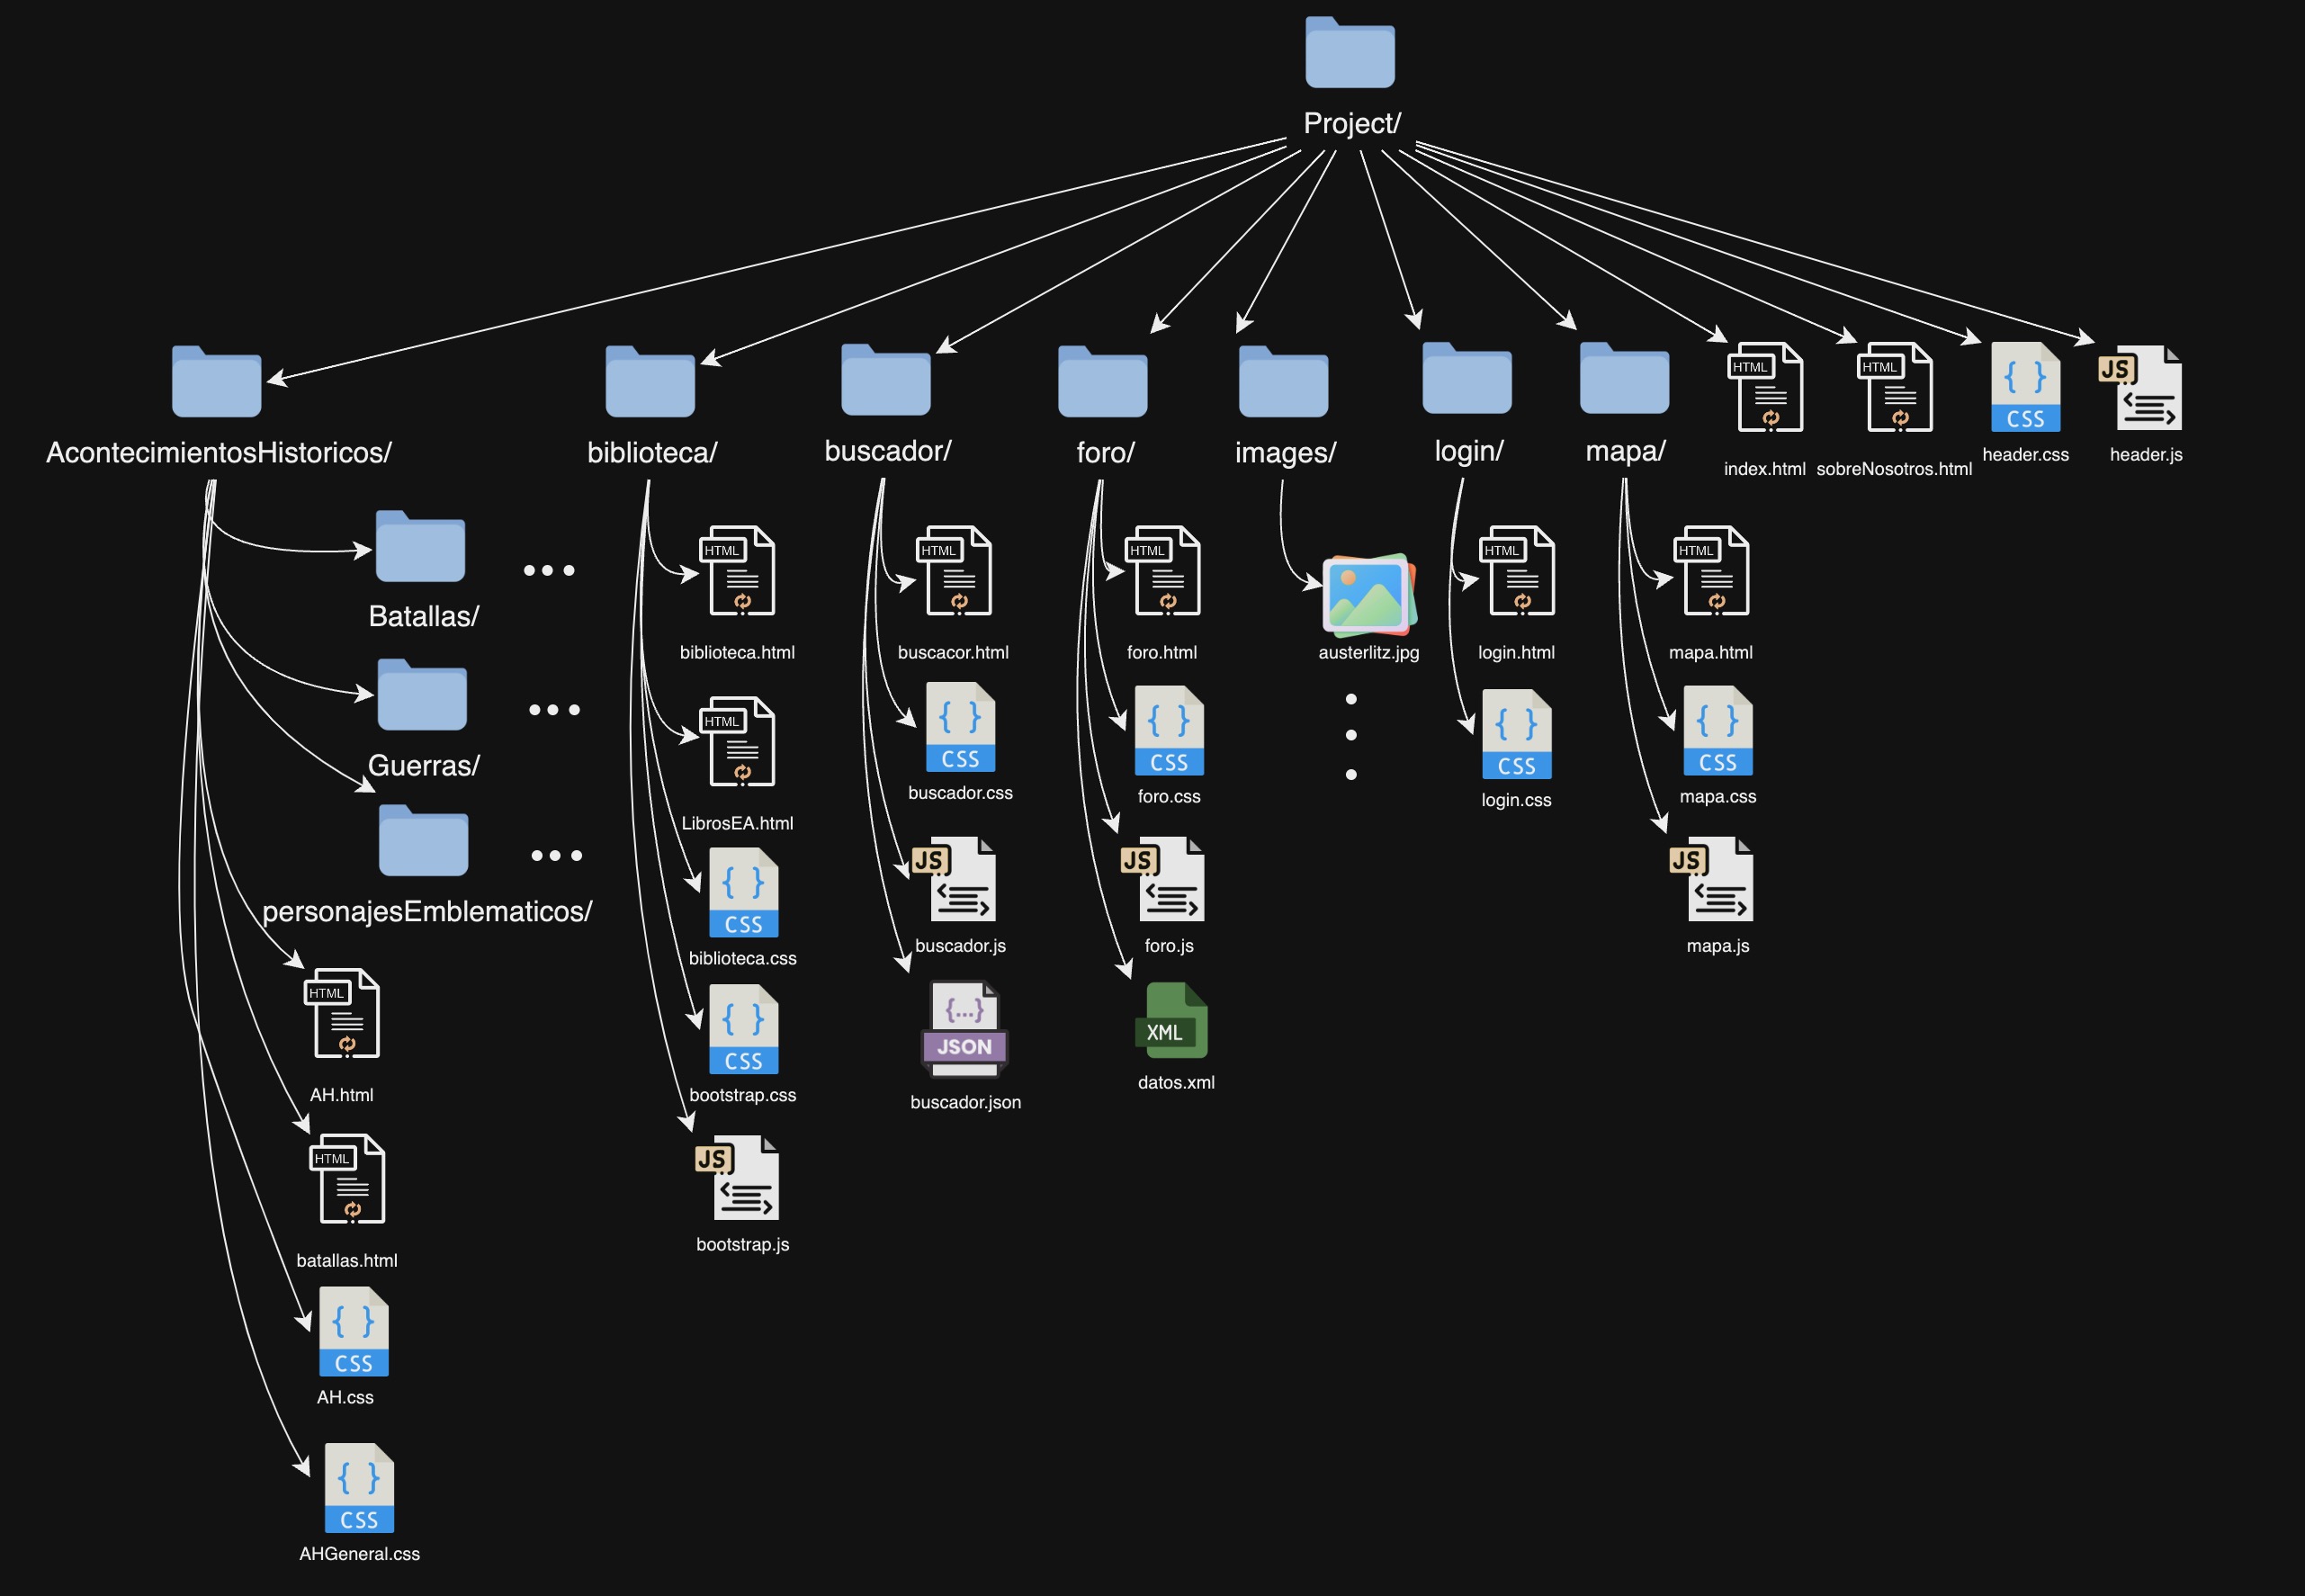 Project/
AcontecimientosHistoricos/
biblioteca/
buscador/
foro/
images/
login/
mapa/
HTML
index.html
HTML
sobreNosotros.html
{ }
CSS
header.css
JS
header.js
Batallas/
Guerras/
personajesEmblematicos/
HTML
AH.html
HTML
batallas.html
{ }
CSS
AH.css
{ }
CSS
AHGeneral.css
HTML
biblioteca.html
HTML
LibrosEA.html
{ }
CSS
biblioteca.css
{ }
CSS
bootstrap.css
JS
bootstrap.js
HTML
buscacor.html
{ }
CSS
buscador.css
JS
buscador.js
{...}
JSON
buscador.json
HTML
foro.html
{ }
CSS
foro.css
JS
foro.js
XML
datos.xml
austerlitz.jpg
HTML
login.html
{ }
CSS
login.css
HTML
mapa.html
{ }
CSS
mapa.css
JS
mapa.js